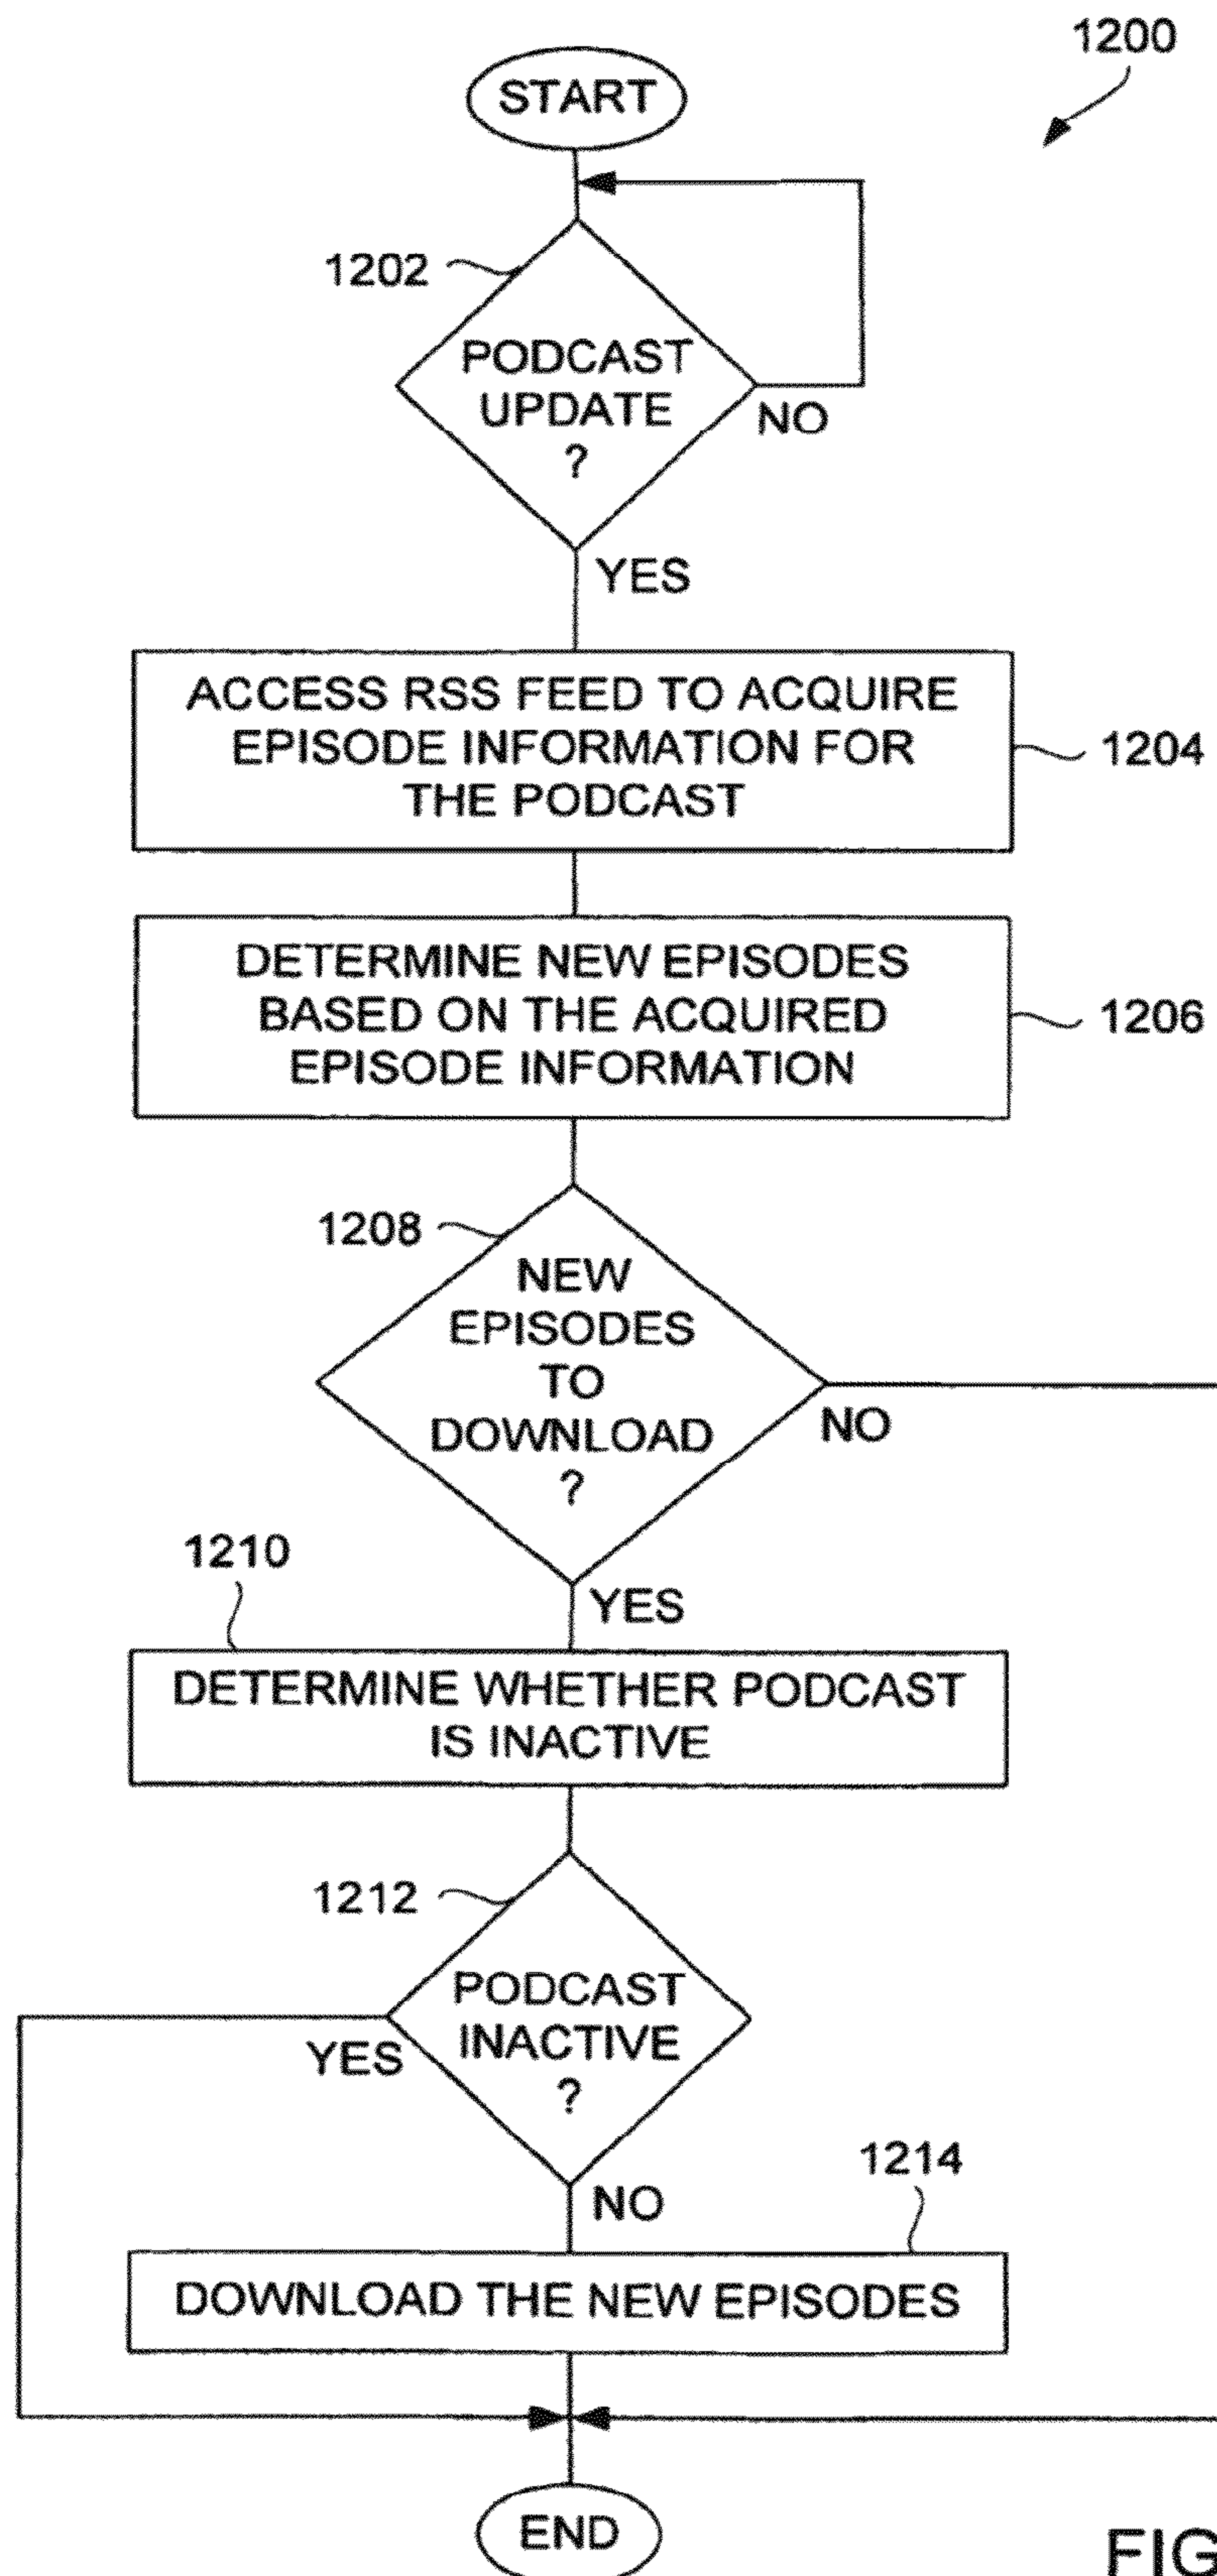 1200
START
1202
PODCAST
UPDATE
?
NO
YES
ACCESS RSS FEED TO ACQUIRE
EPISODE INFORMATION FOR
THE PODCAST
1204
DETERMINE NEW EPISODES
BASED ON THE ACQUIRED
EPISODE INFORMATION
1206
1208
NEW
EPISODES
TO
DOWNLOAD
?
NO
YES
1210
DETERMINE WHETHER PODCAST
IS INACTIVE
1212
PODCAST
INACTIVE
?
YES
NO
1214
DOWNLOAD THE NEW EPISODES
END
FIG